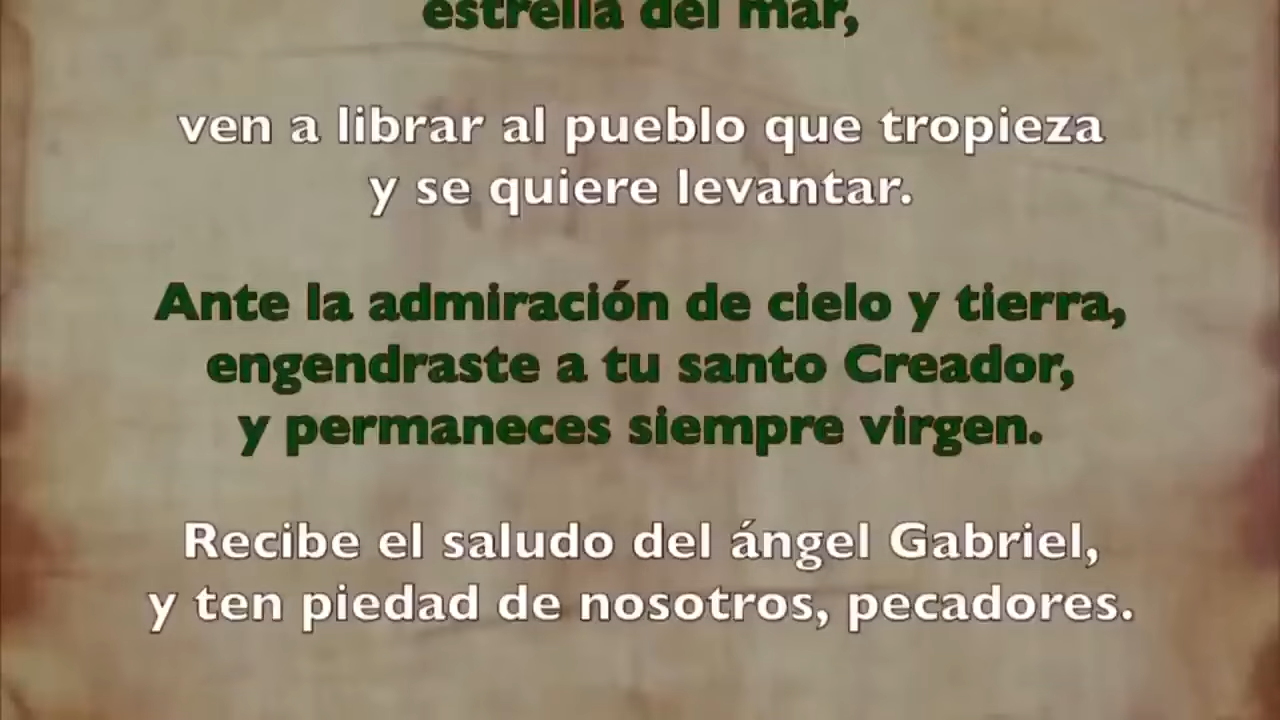 estrella del mar,
ven a librar al pueblo que tropieza
y se quiere levantar.
Ante la admiración de cielo y tierra,
engendraste a tu santo Creador,
y permaneces siempre virgen.
Recibe el saludo del ángel Gabriel,
y ten piedad de nosotros, pecadores.